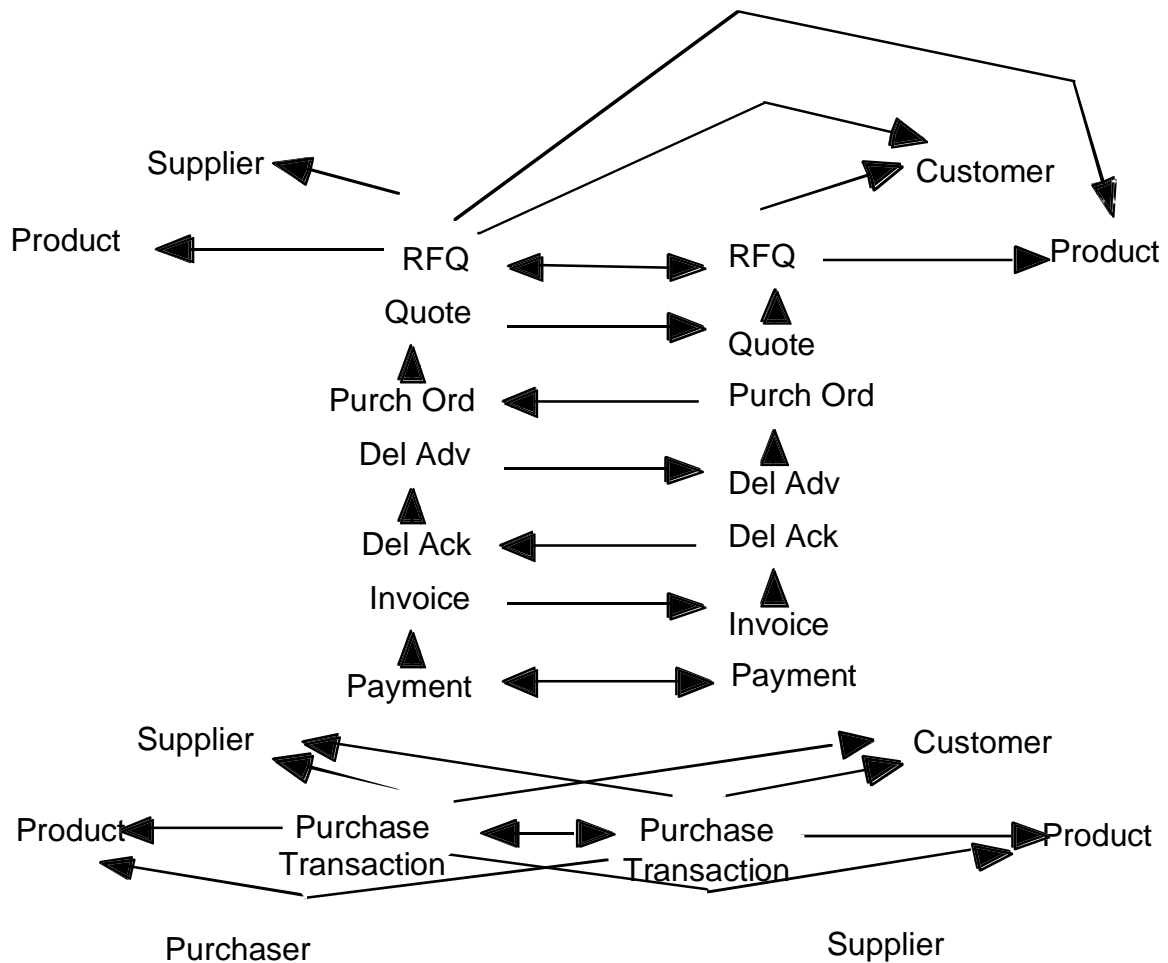 Supplier
Customer
Product
RFQ
RFQ
Product
Quote
Quote
Purch Ord
Purch Ord
Del Adv
Del Adv
Del Ack
Del Ack
Invoice
Invoice
Payment
Payment
Supplier
Customer
Product
Purchase
Transaction
Purchase
Transaction
Product
Purchaser
Supplier